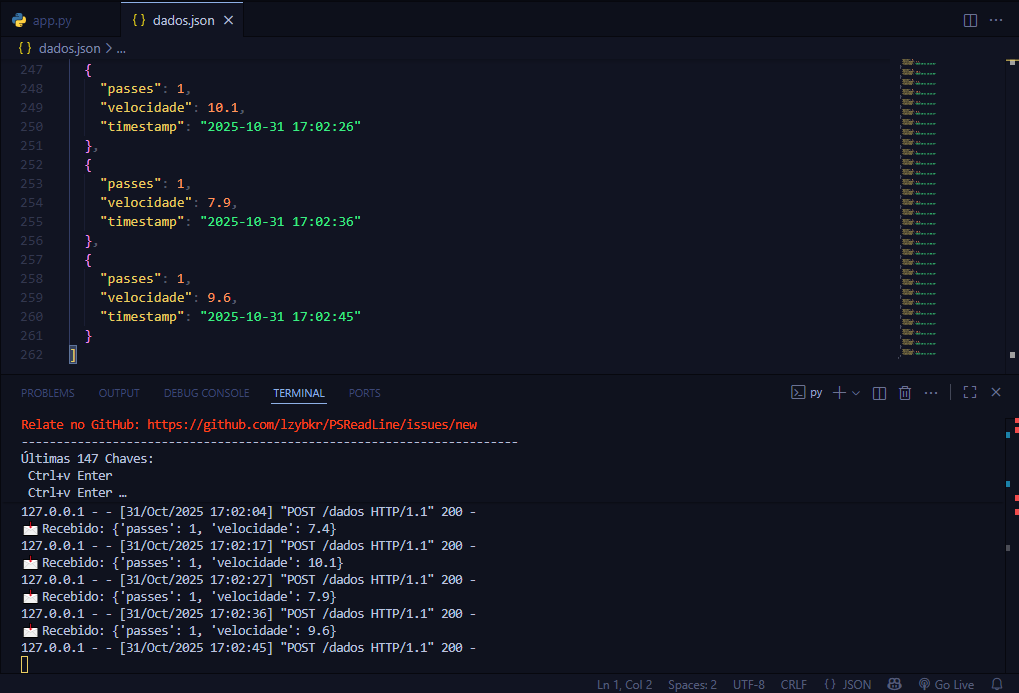 app.py
{ } dados.json ×
{ } dados.json > ...
247 {
248 "passes": 1,
249 "velocidade": 10.1,
250 "timestamp": "2025-10-31 17:02:26"
251 },
252 {
253 "passes": 1,
254 "velocidade": 7.9,
255 "timestamp": "2025-10-31 17:02:36"
256 },
257 {
258 "passes": 1,
259 "velocidade": 9.6,
260 "timestamp": "2025-10-31 17:02:45"
261 }
262 ]
PROBLEMS OUTPUT DEBUG CONSOLE TERMINAL PORTS py
Relate no GitHub: https://github.com/lzybkr/PSReadLine/issues/new
-----------------------------------------------------------------
Últimas 147 Chaves:
Ctrl+v Enter
Ctrl+v Enter …
127.0.0.1 - - [31/Oct/2025 17:02:04] "POST /dados HTTP/1.1" 200 -
Recebido: {'passes': 1, 'velocidade': 7.4}
127.0.0.1 - - [31/Oct/2025 17:02:17] "POST /dados HTTP/1.1" 200 -
Recebido: {'passes': 1, 'velocidade': 10.1}
127.0.0.1 - - [31/Oct/2025 17:02:27] "POST /dados HTTP/1.1" 200 -
Recebido: {'passes': 1, 'velocidade': 7.9}
127.0.0.1 - - [31/Oct/2025 17:02:36] "POST /dados HTTP/1.1" 200 -
Recebido: {'passes': 1, 'velocidade': 9.6}
127.0.0.1 - - [31/Oct/2025 17:02:45] "POST /dados HTTP/1.1" 200 -
Ln 1, Col 2 Spaces: 2 UTF-8 CRLF { } JSON Go Live